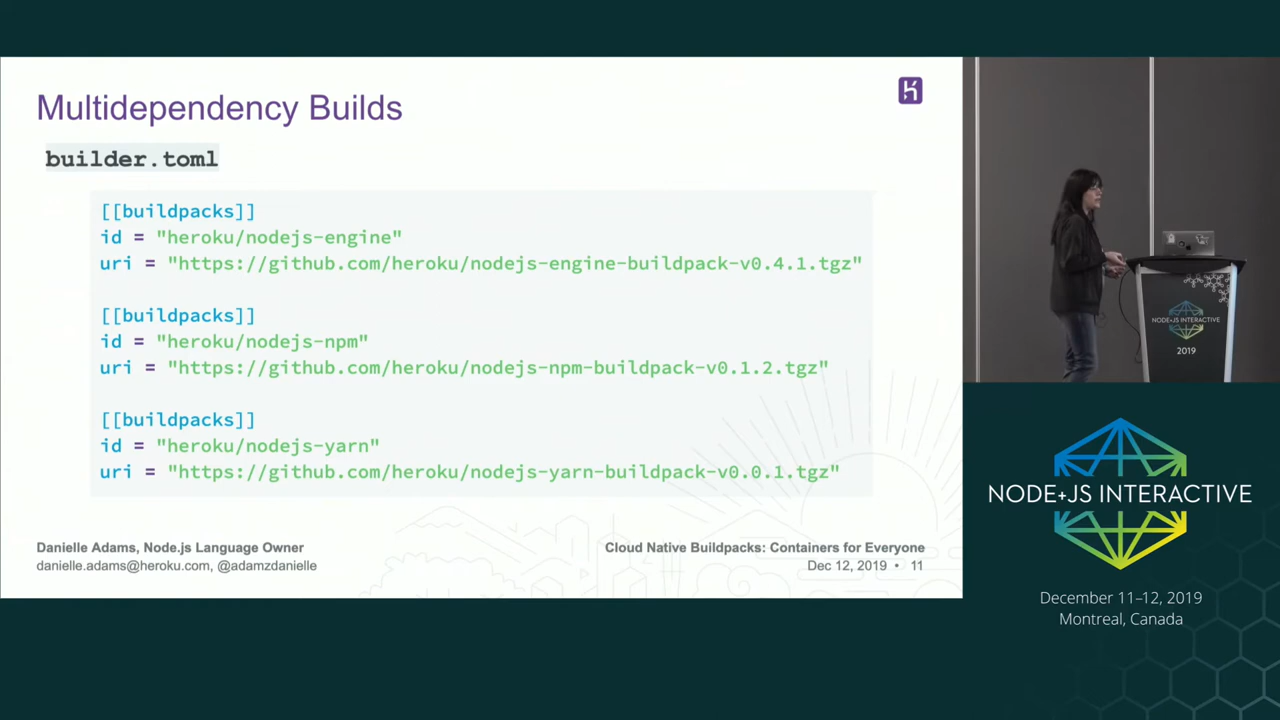 Multidependency Builds
builder.toml
[[buildpacks]]
id = "heroku/nodejs-engine"
uri = "https://github.com/heroku/nodejs-engine-buildpack-v0.4.1.tgz"
[[buildpacks]]
id = "heroku/nodejs-npm"
uri = "https://github.com/heroku/nodejs-npm-buildpack-v0.1.2.tgz"
[[buildpacks]]
id = "heroku/nodejs-yarn"
uri = "https://github.com/heroku/nodejs-yarn-buildpack-v0.0.1.tgz"
Danielle Adams, Node.js Language Owner
danielle.adams@heroku.com, @adamzdanielle
Cloud Native Buildpacks: Containers for Everyone
Dec 12, 2019 • 11
NODE+JS INTERACTIVE
2019
NODE+JS INTERACTIVE
December 11–12, 2019
Montreal, Canada